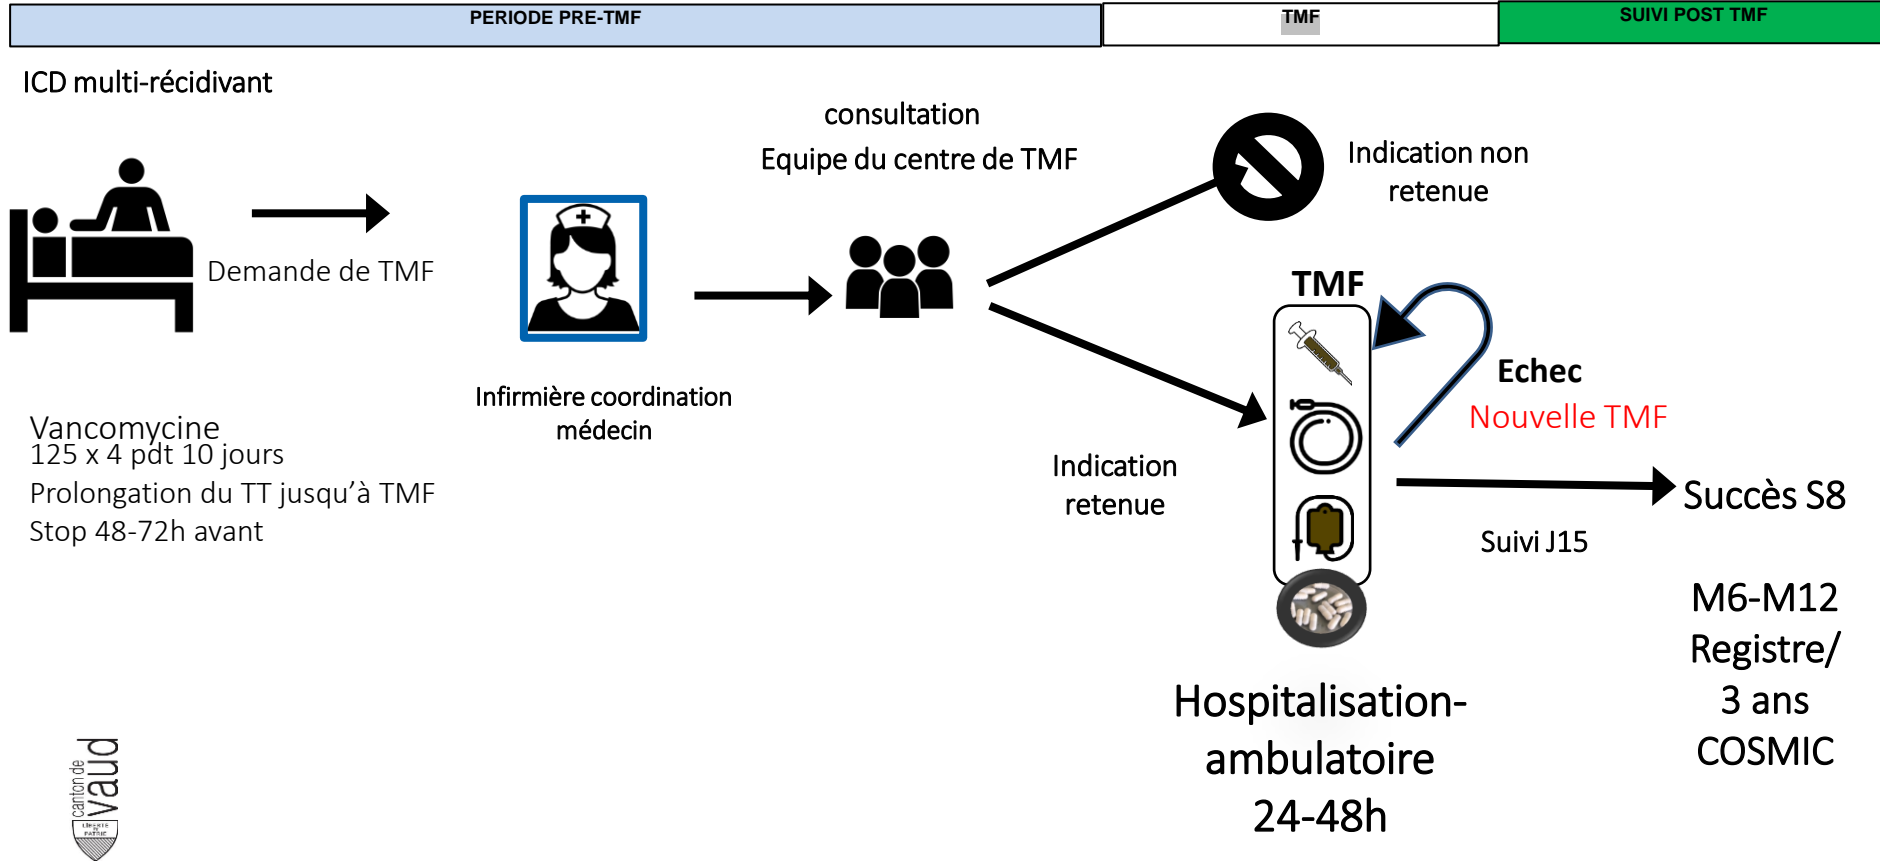 PERIODE PRE-TMF
TMF
SUIVI POST TMF
ICD multi-récidivant
Demande de TMF
Vancomycine
125 x 4 pdt 10 jours
Prolongation du TT jusqu’à TMF
Stop 48-72h avant
Infirmière coordination
médecin
consultation
Equipe du centre de TMF
Indication non
retenue
Indication
retenue
TMF
Echec
Nouvelle TMF
Suivi J15
Succès S8
M6-M12
Registre/
3 ans
COSMIC
Hospitalisation-
ambulatoire
24-48h
canton de
vaud
LIBERTÉ
ET
PATRIE